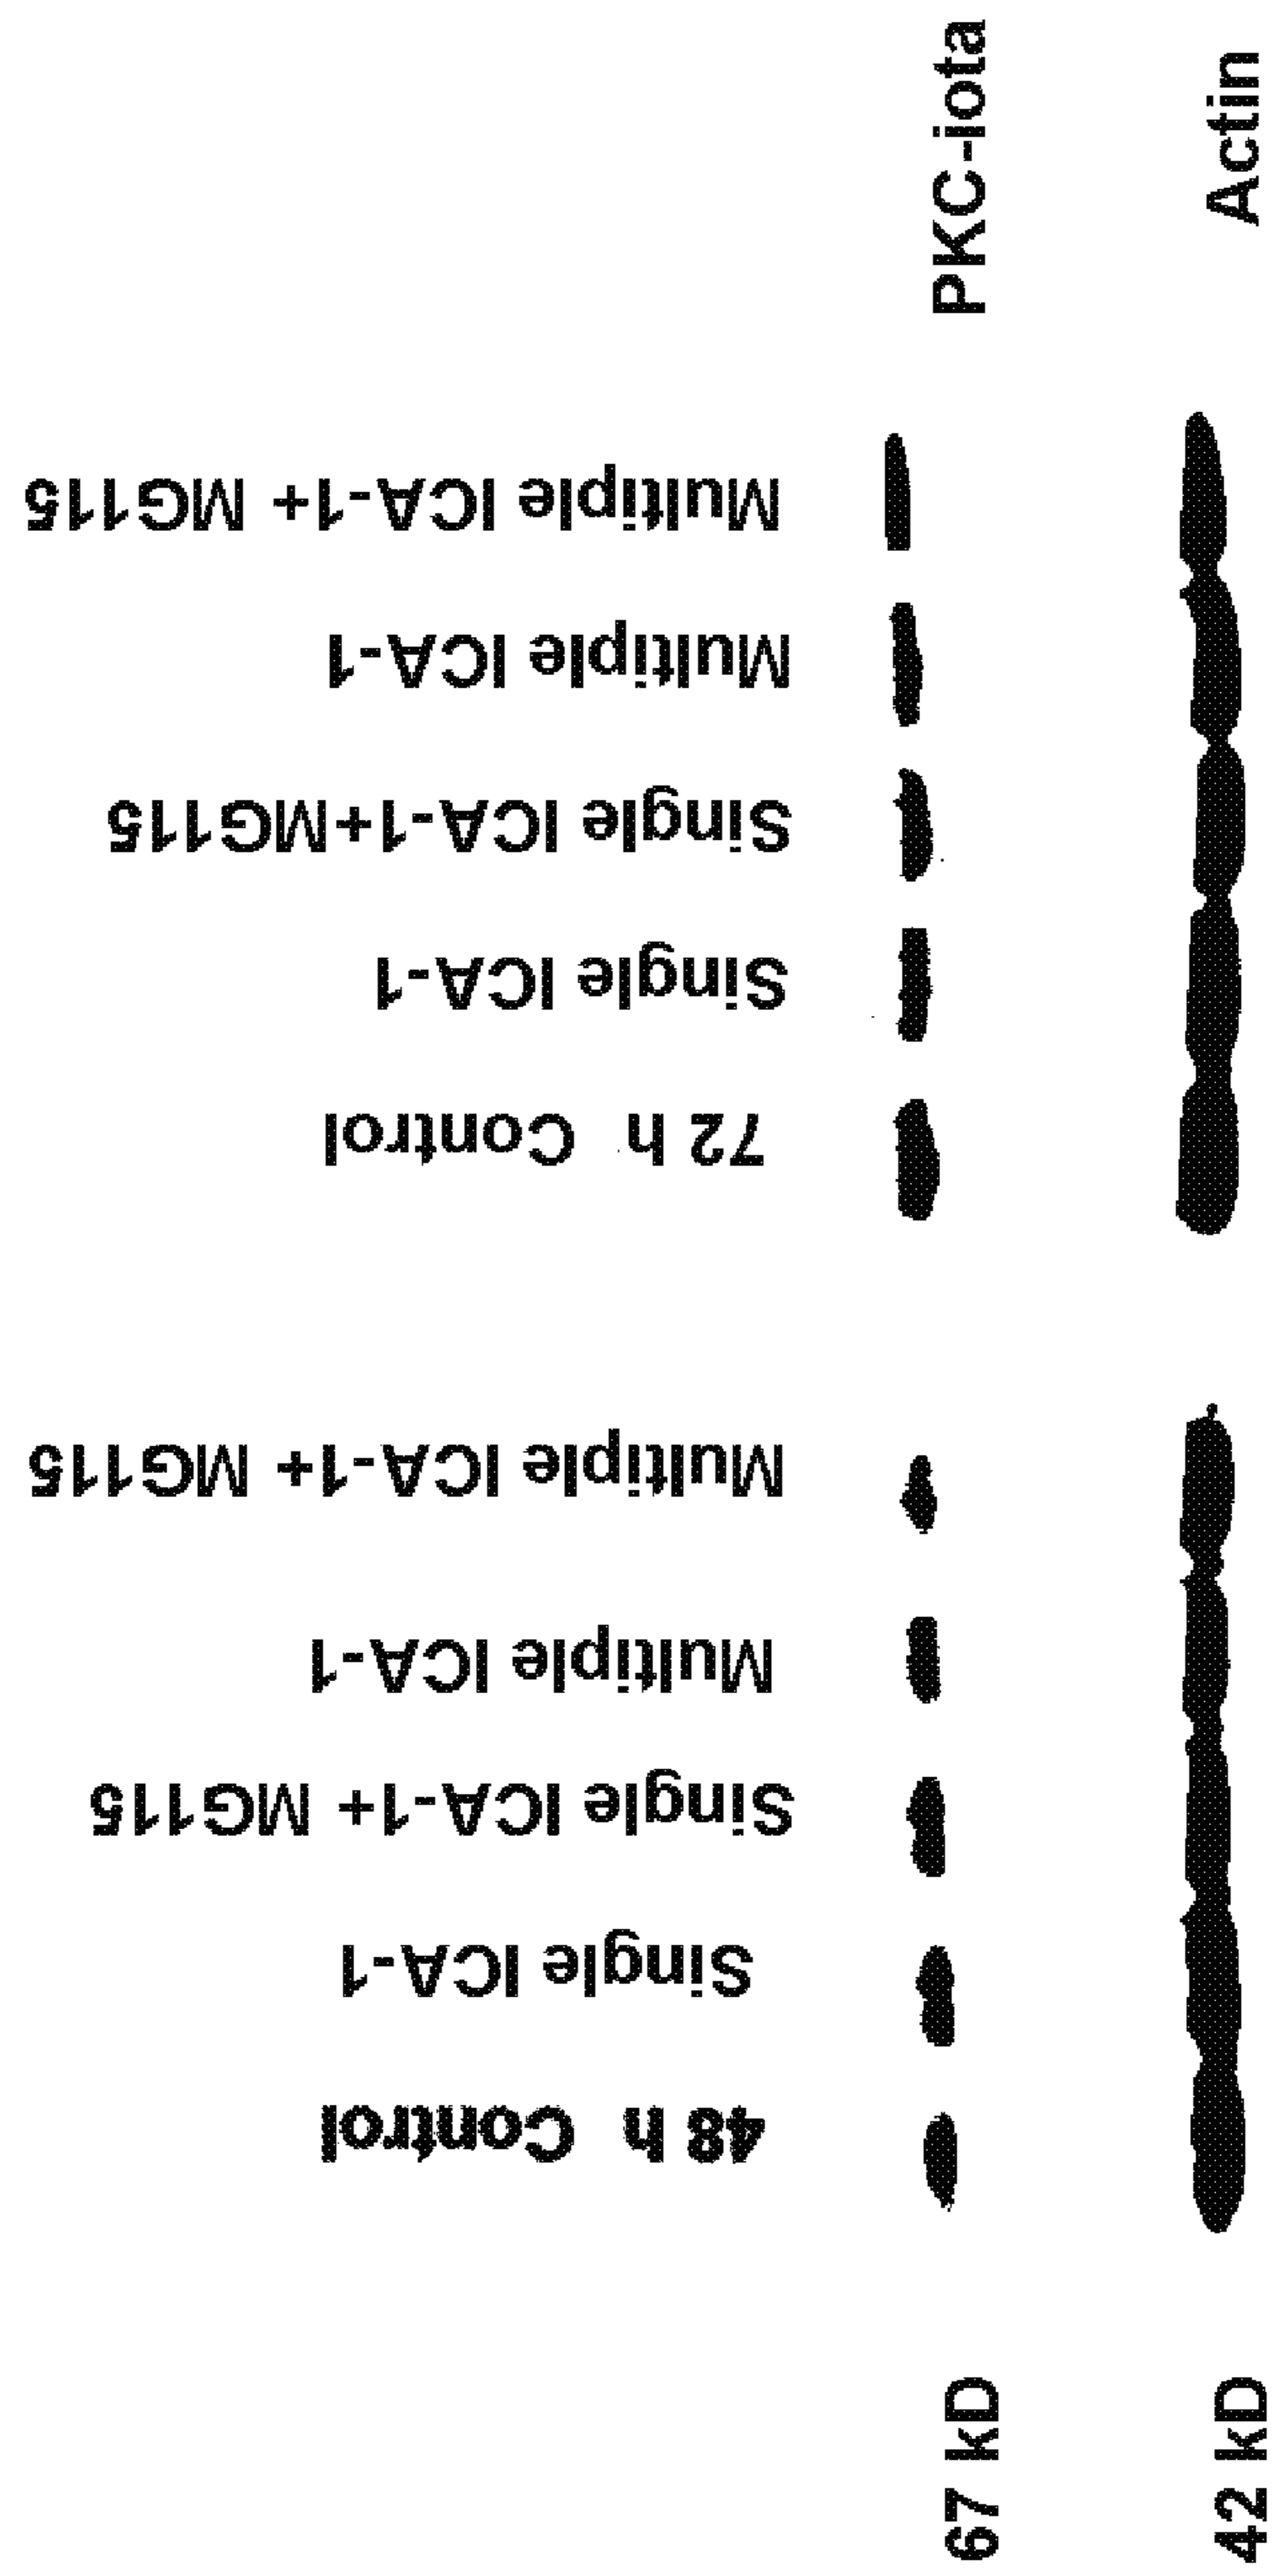 48 h Control
Single ICA-1
Single ICA-1+ MG115
Multiple ICA-1
Multiple ICA-1+ MG115
72 h Control
Single ICA-1
Single ICA-1+MG115
Multiple ICA-1
Multiple ICA-1+ MG115
67 kD
PKC-iota
42 kD
Actin